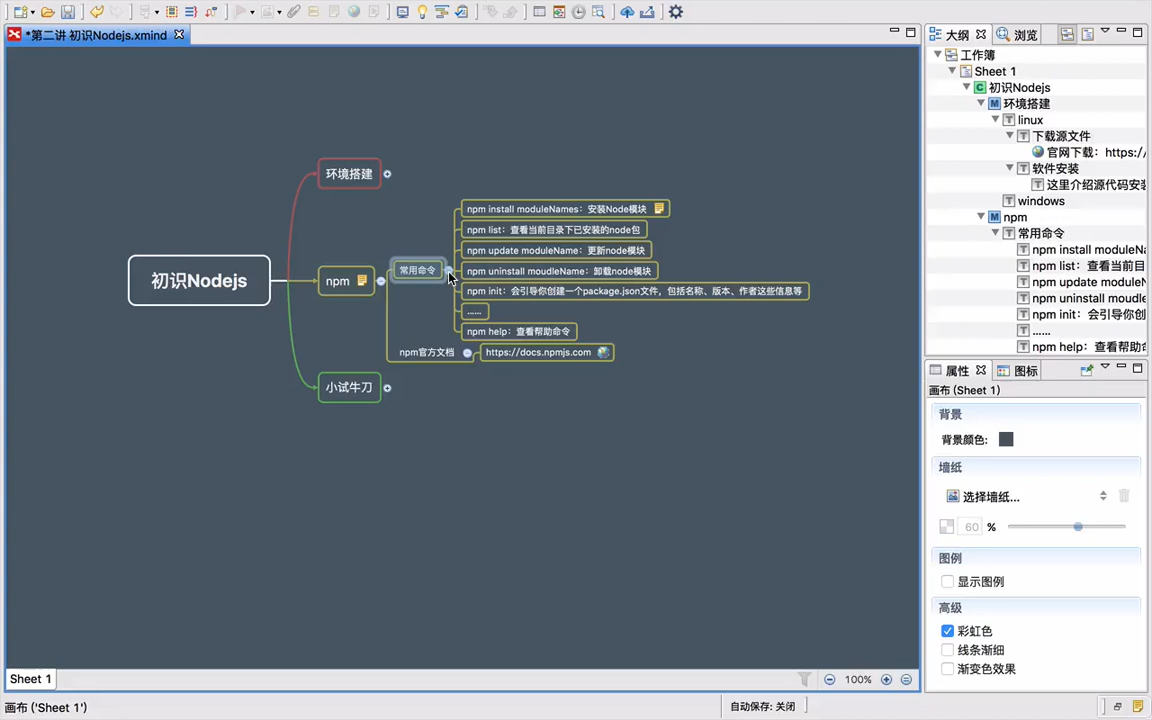 *第二讲 初识Nodejs.xmind
初识Nodejs
环境搭建
npm
小试牛刀
常用命令
npm install moduleNames：安装Node模块
npm list：查看当前目录下已安装的node包
npm update moduleName：更新node模块
npm uninstall moudleName：卸载node模块
npm init：会引导你创建一个package.json文件，包括名称、版本、作者这些信息等
......
npm help：查看帮助命令
npm官方文档
https://docs.npmjs.com
Sheet 1
100%
画布 ('Sheet 1')
自动保存: 关闭
大纲
浏览
工作簿
Sheet 1
C 初识Nodejs
M 环境搭建
T linux
T 下载源文件
官网下载：https:/
T 软件安装
T 这里介绍源代码安装
T windows
M npm
T 常用命令
T npm install moduleNa
T npm list：查看当前目
T npm update moduleN
T npm uninstall moudle
T npm init：会引导你创
T ......
T npm help：查看帮助命
属性
图标
画布 (Sheet 1)
背景
背景颜色:
墙纸
选择墙纸...
60 %
图例
显示图例
高级
彩虹色
线条渐细
渐变色效果